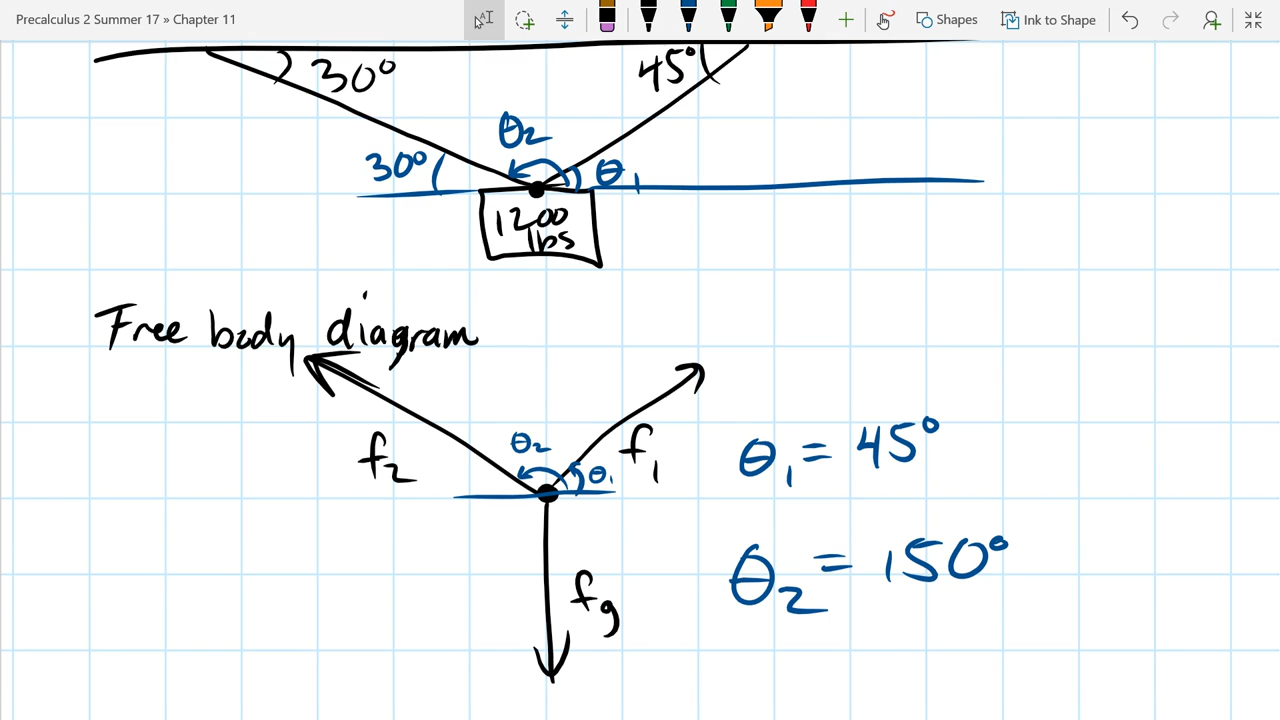 Precalculus 2 Summer 17 » Chapter 11
Shapes
Ink to Shape
30° 45°
θ2
30° θ1
1200
lbs
Free body diagram
f2 θ2 θ1 f1
θ1 = 45°
fg
θ2 = 150°